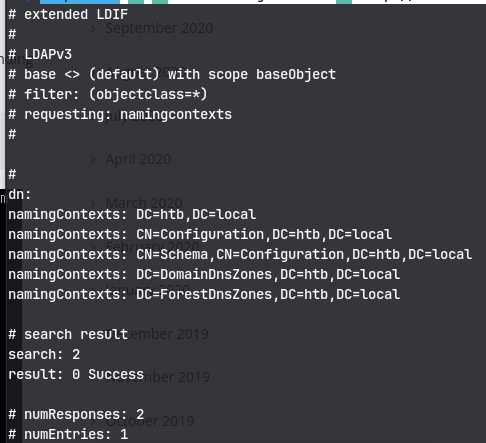 # extended LDIF
#
# LDAPv3
# base <> (default) with scope baseObject
# filter: (objectclass=*)
# requesting: namingcontexts
#

#
dn:
namingContexts: DC=htb,DC=local
namingContexts: CN=Configuration,DC=htb,DC=local
namingContexts: CN=Schema,CN=Configuration,DC=htb,DC=local
namingContexts: DC=DomainDnsZones,DC=htb,DC=local
namingContexts: DC=ForestDnsZones,DC=htb,DC=local

# search result
search: 2
result: 0 Success

# numResponses: 2
# numEntries: 1
September 2020
April 2020
March 2020
February 2020
November 2019
October 2019